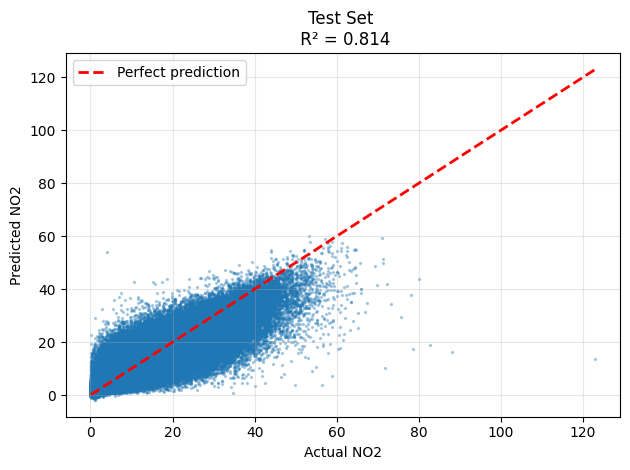 Test Set
R² = 0.814
Perfect prediction
Predicted NO2
120
100
80
60
40
20
0
0 20 40 60 80 100 120
Actual NO2